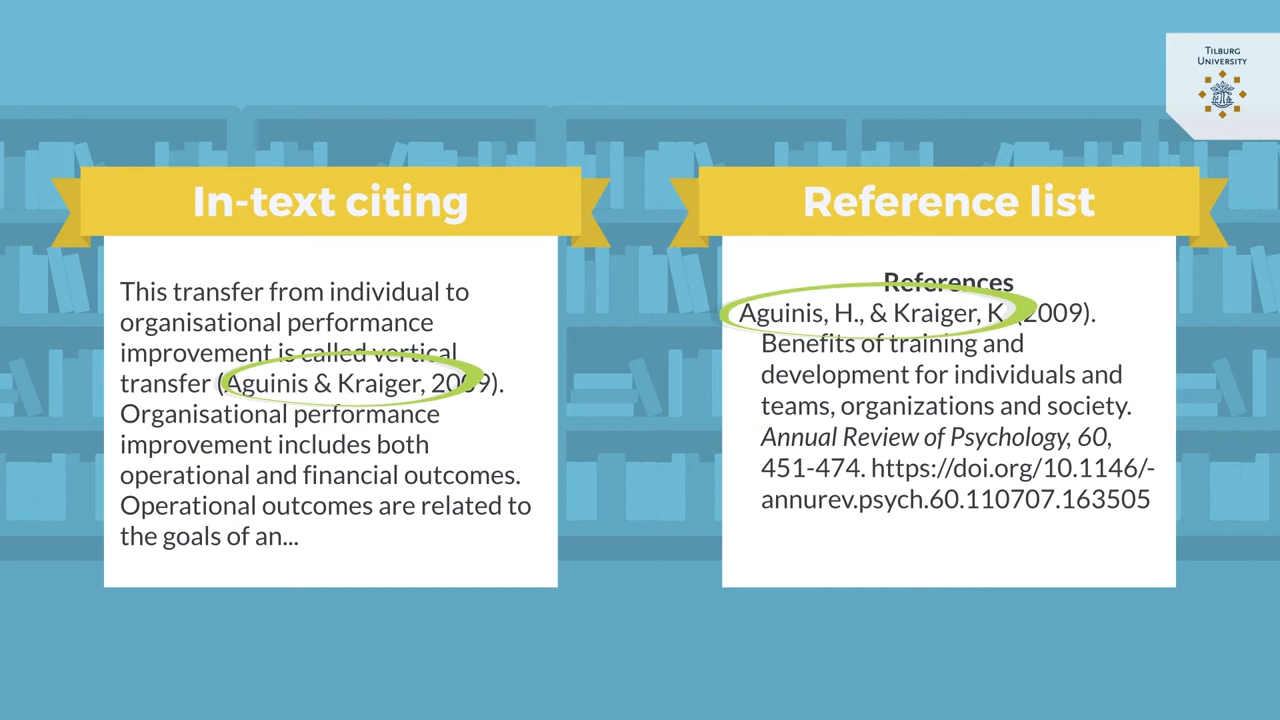 TILBURG
UNIVERSITY
In-text citing
This transfer from individual to
organisational performance
improvement is called vertical
transfer (Aguinis & Kraiger, 2009).
Organisational performance
improvement includes both
operational and financial outcomes.
Operational outcomes are related to
the goals of an...
Reference list
References
Aguinis, H., & Kraiger, K. (2009).
Benefits of training and
development for individuals and
teams, organizations and society.
Annual Review of Psychology, 60,
451-474. https://doi.org/10.1146/-
annurev.psych.60.110707.163505